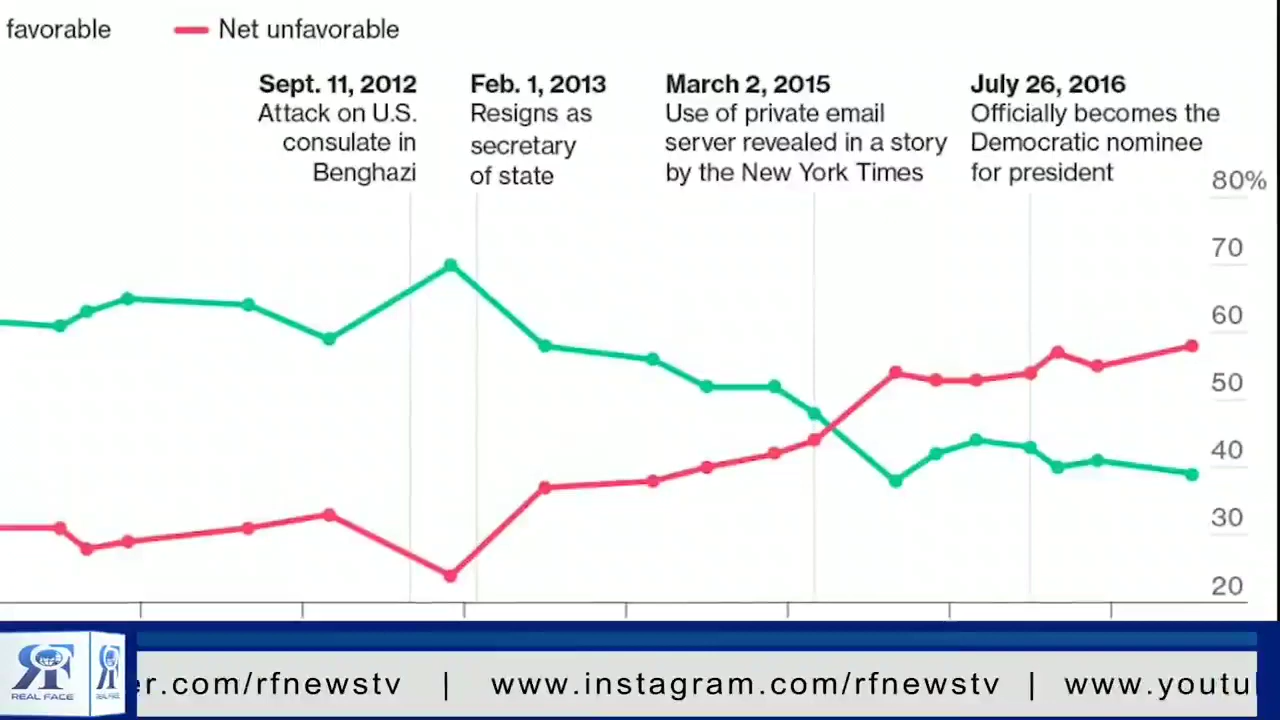 favorable
Net unfavorable
Sept. 11, 2012
Attack on U.S.
consulate in
Benghazi
Feb. 1, 2013
Resigns as
secretary
of state
March 2, 2015
Use of private email
server revealed in a story
by the New York Times
July 26, 2016
Officially becomes the
Democratic nominee
for president
80%
70
60
50
40
30
20
REAL FACE
er.com/rfnewstv | www.instagram.com/rfnewstv | www.youtu